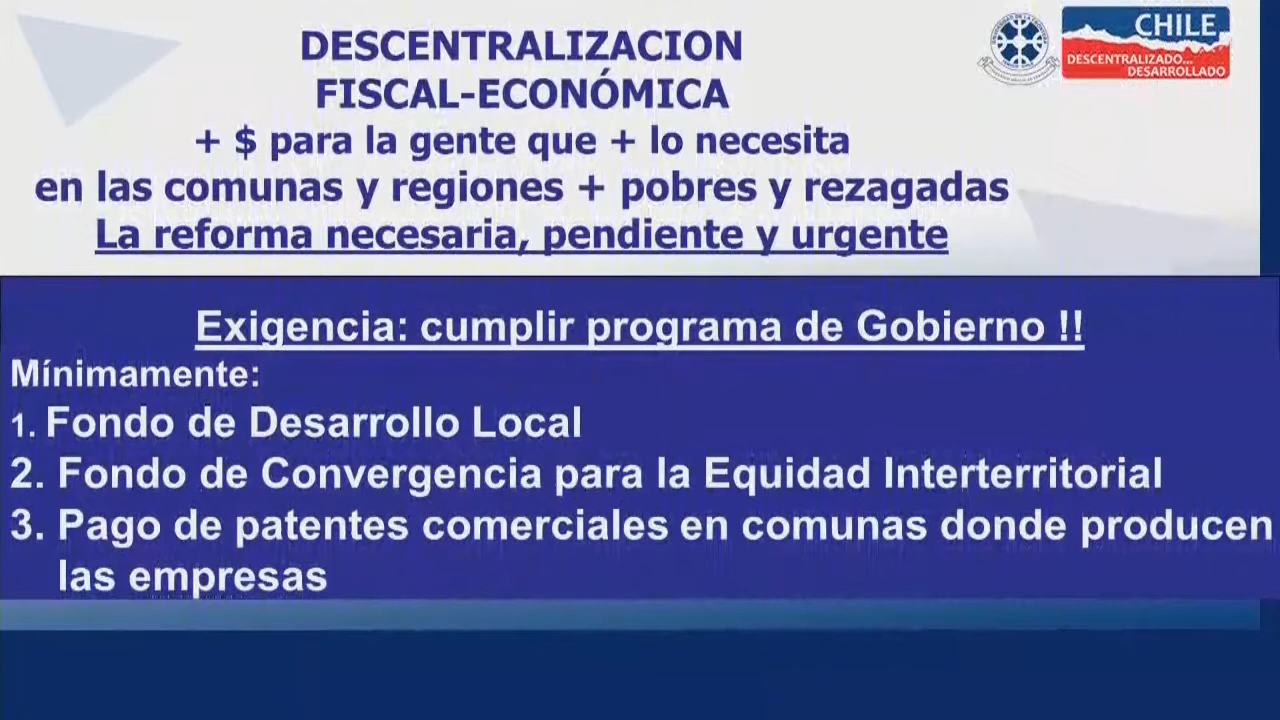 DESCENTRALIZACION
FISCAL-ECONÓMICA
+ $ para la gente que + lo necesita
en las comunas y regiones + pobres y rezagadas
La reforma necesaria, pendiente y urgente
CHILE
DESCENTRALIZADO...
DESARROLLADO
Exigencia: cumplir programa de Gobierno !!
Mínimamente:
1. Fondo de Desarrollo Local
2. Fondo de Convergencia para la Equidad Interterritorial
3. Pago de patentes comerciales en comunas donde producen
las empresas